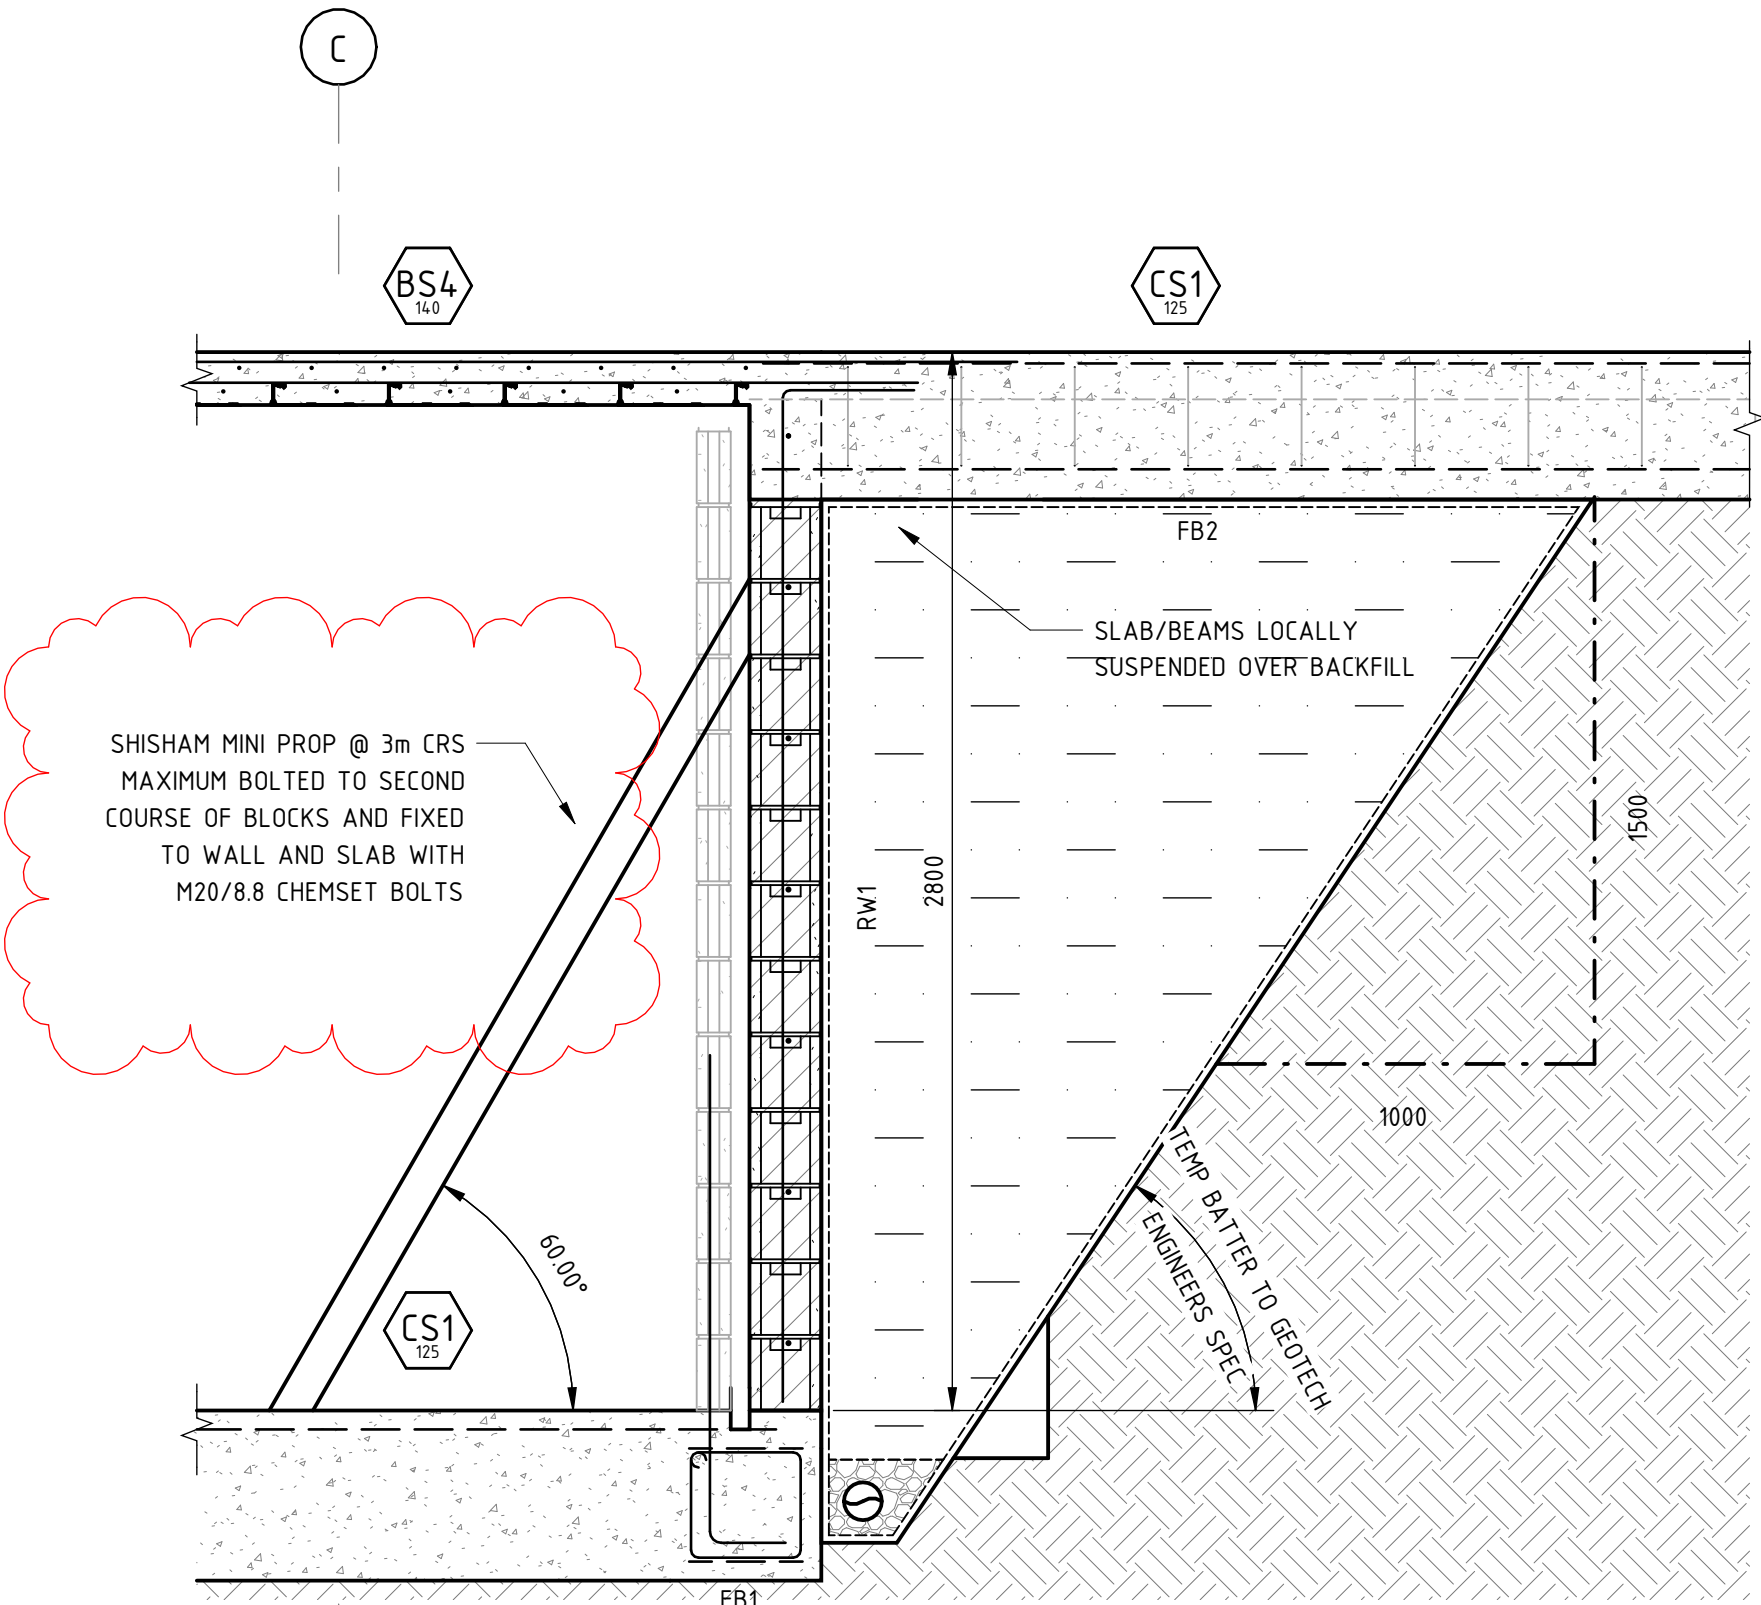 C
BS4
140
CS1
125
FB2
SLAB/BEAMS LOCALLY
SUSPENDED OVER BACKFILL
SHISHAM MINI PROP @ 3m CRS
MAXIMUM BOLTED TO SECOND
COURSE OF BLOCKS AND FIXED
TO WALL AND SLAB WITH
M20/8.8 CHEMSET BOLTS
RW1
2800
1500
1000
TEMP BATTER TO GEOTECH
ENGINEERS SPEC
60.00°
CS1
125
FB1